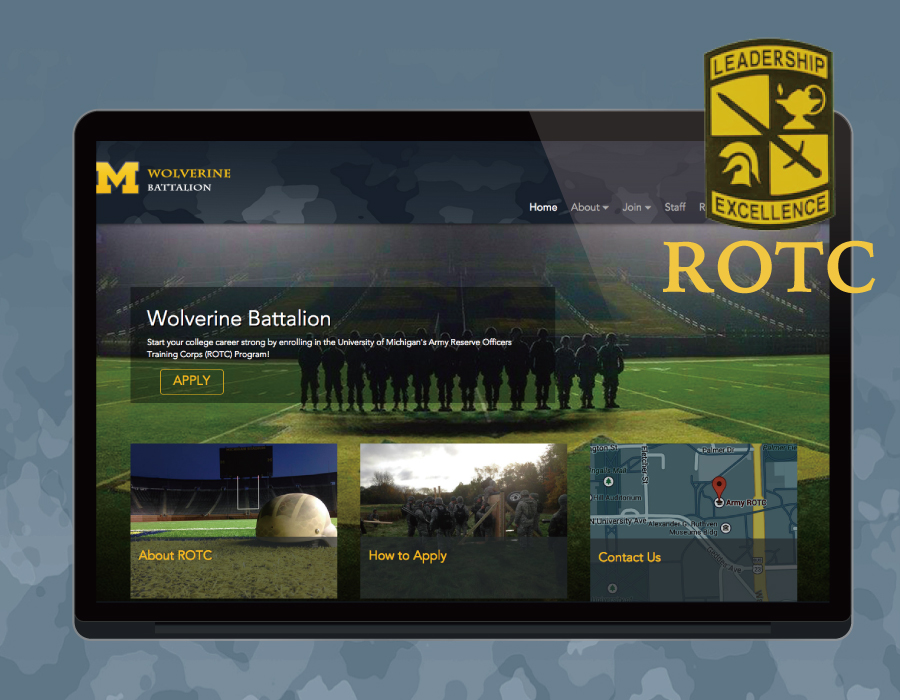 LEADERSHIP
EXCELLENCE
ROTC
M WOLVERINE
BATTALION
Home About Join Staff R
Wolverine Battalion
Start your college career strong by enrolling in the University of Michigan's Army Reserve Officers
Training Corps (ROTC) Program!
APPLY
About ROTC
How to Apply
Fletcher St
Palmer Dr
Army ROTC
N University Ave
Alexander G. Ruthven
Museums Bldg
Contact Us